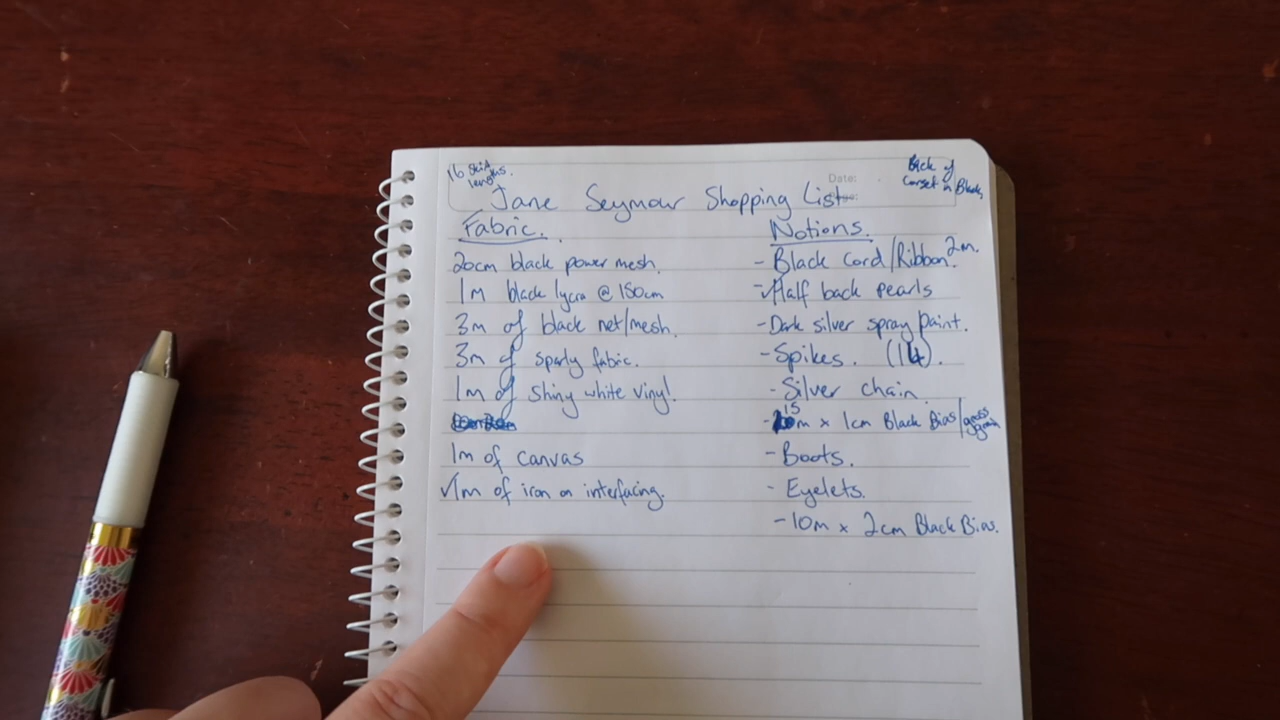 16 Skirt lengths.
Date:
Back of Corset in Black
Jane Seymour Shopping List
Fabric.
20cm black power mesh.
1m black lycra @ 150cm
3m of black net/mesh.
3m of sparly fabric.
1m of shiny white vinyl.
1m of canvas
✓1m of iron on interfacing.
Notions.
- Black Cord/Ribbon 2m.
-✓Half back pearls
- Dark silver spray paint.
- Spikes. (14).
- Silver chain
- 15m x 1cm Black Bias/
- Boots.
- Eyelets.
- 10m x 2cm Black Bias.